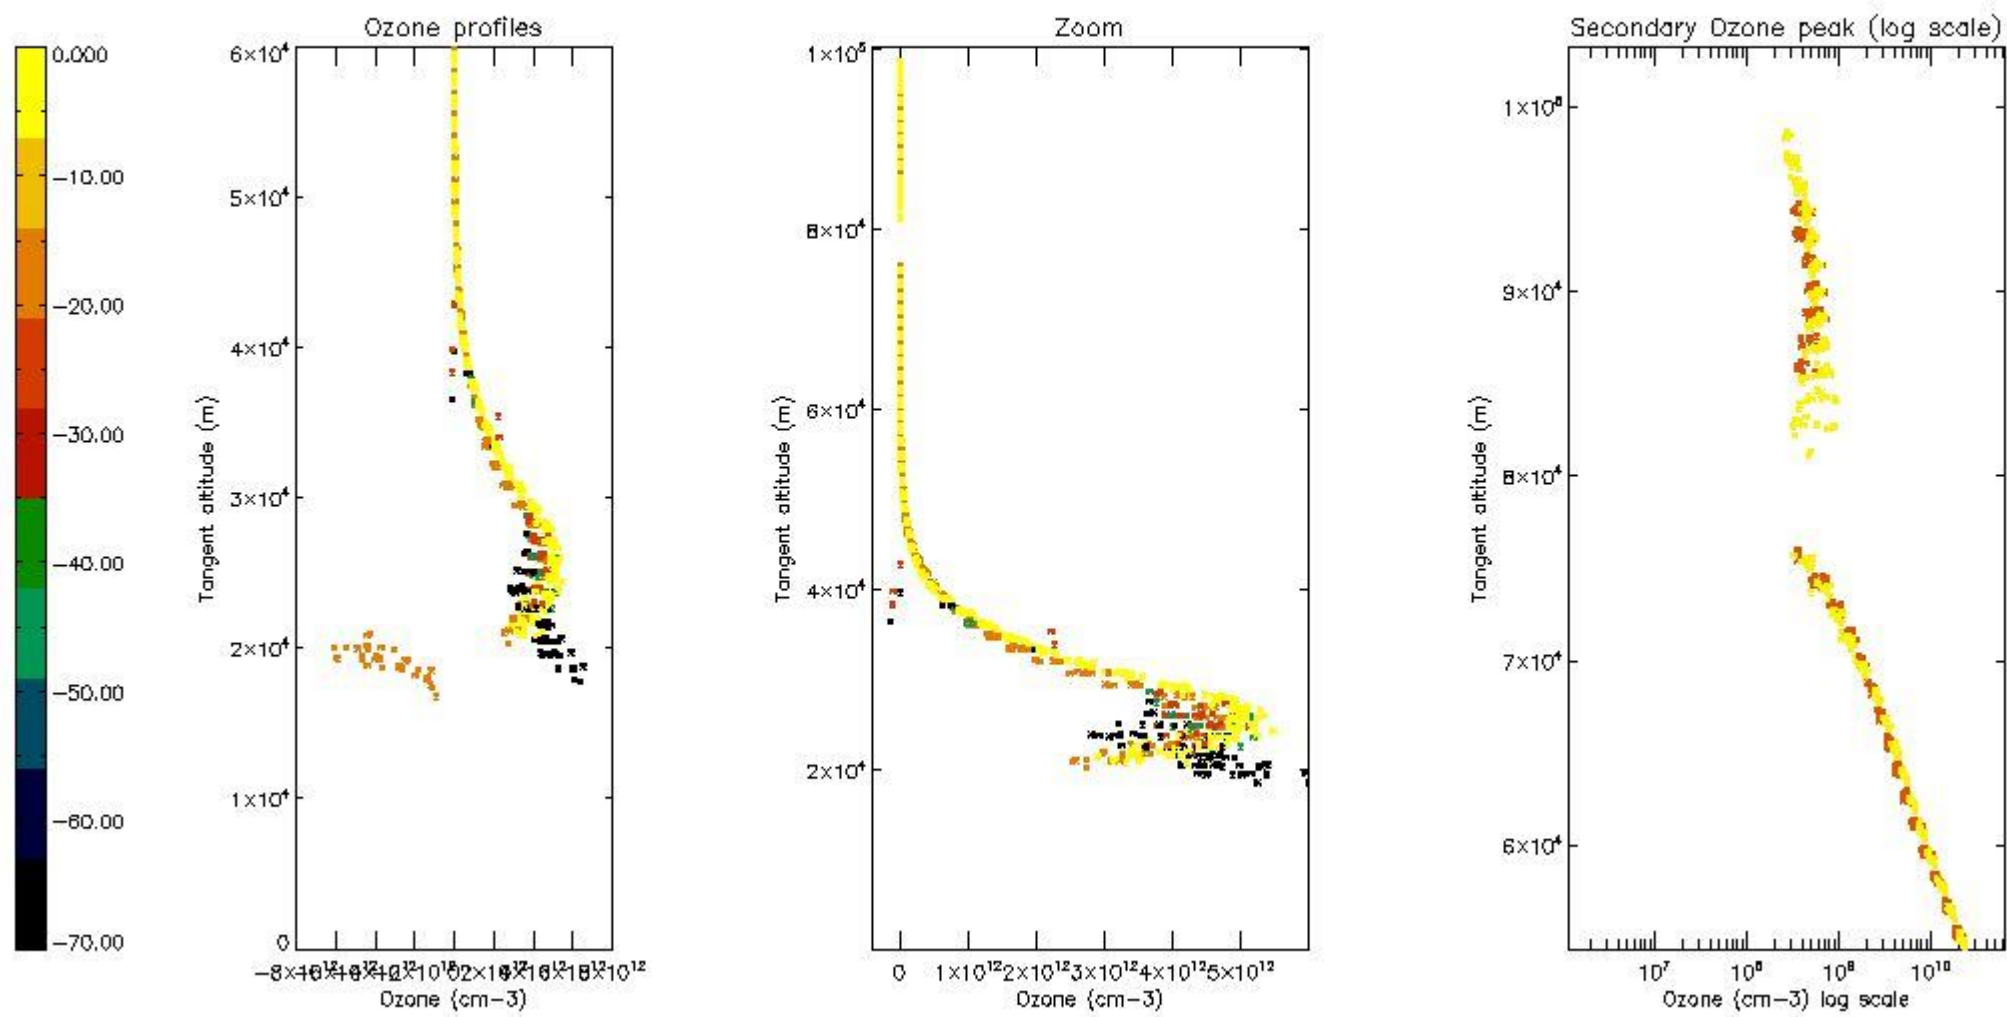 Ozone profiles
Zoom
Secondary Ozone peak (log scale)
0.000
−10.00
−20.00
−30.00
−40.00
−50.00
−60.00
−70.00
6×10⁴
5×10⁴
4×10⁴
3×10⁴
2×10⁴
1×10⁴
0
Tangent altitude (m)
Ozone (cm−3)
1×10⁵
8×10⁴
6×10⁴
4×10⁴
2×10⁴
Tangent altitude (m)
0 1×10¹² 2×10¹² 3×10¹² 4×10¹² 5×10¹²
Ozone (cm−3)
1×10⁵
9×10⁴
8×10⁴
7×10⁴
6×10⁴
Tangent altitude (m)
10⁷ 10⁸ 10⁹ 10¹⁰
Ozone (cm−3) log scale